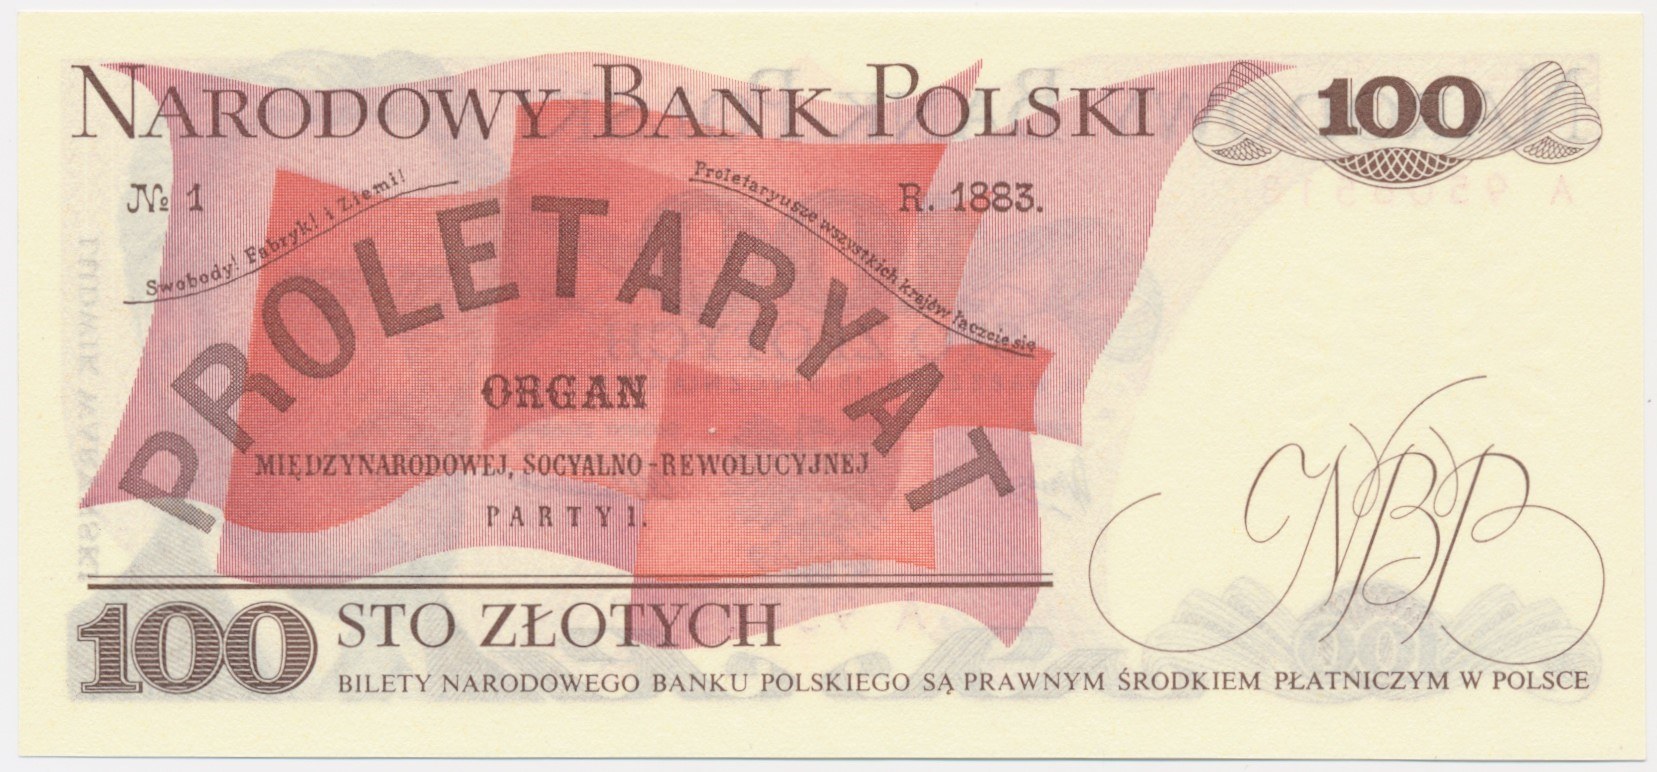 NARODOWY BANK POLSKI
100
№ 1
R. 1883.
Swobody! Fabryk! i Ziemi!
Proletaryusze wszystkich krajów łączcie się
PROLETARYAT
ORGAN
MIĘDZYNARODOWEJ, SOCYALNO-REWOLUCYJNEJ
PARTYI.
NBP
100
STO ZŁOTYCH
BILETY NARODOWEGO BANKU POLSKIEGO SĄ PRAWNYM ŚRODKIEM PŁATNICZYM W POLSCE